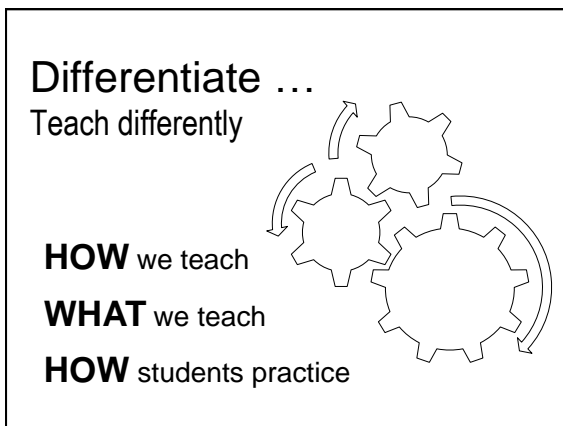 Differentiate …
Teach differently
HOW we teach
WHAT we teach
HOW students practice